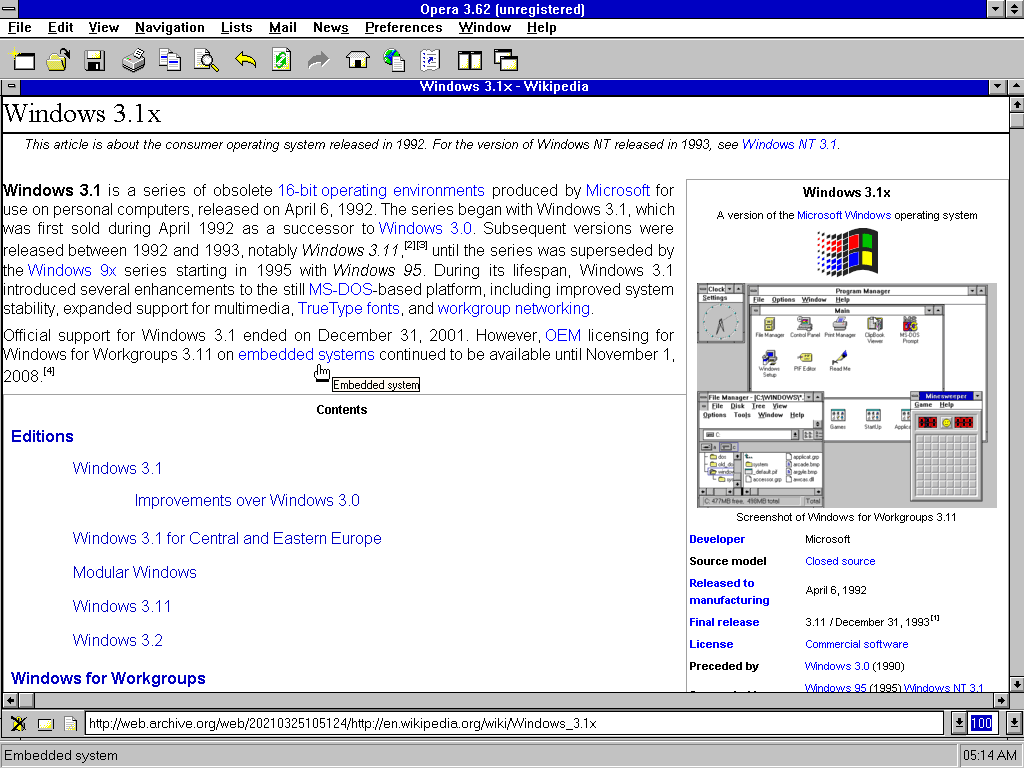 Opera 3.62 (unregistered)
File Edit View Navigation Lists Mail News Preferences Window Help
Windows 3.1x - Wikipedia
Windows 3.1x
This article is about the consumer operating system released in 1992. For the version of Windows NT released in 1993, see Windows NT 3.1.
Windows 3.1 is a series of obsolete 16-bit operating environments produced by Microsoft for
use on personal computers, released on April 6, 1992. The series began with Windows 3.1, which
was first sold during April 1992 as a successor to Windows 3.0. Subsequent versions were
released between 1992 and 1993, notably Windows 3.11,[2][3] until the series was superseded by
the Windows 9x series starting in 1995 with Windows 95. During its lifespan, Windows 3.1
introduced several enhancements to the still MS-DOS-based platform, including improved system
stability, expanded support for multimedia, TrueType fonts, and workgroup networking.
Official support for Windows 3.1 ended on December 31, 2001. However, OEM licensing for
Windows for Workgroups 3.11 on embedded systems continued to be available until November 1,
2008.[4]
Embedded system
Contents
Editions
Windows 3.1
Improvements over Windows 3.0
Windows 3.1 for Central and Eastern Europe
Modular Windows
Windows 3.11
Windows 3.2
Windows for Workgroups
Windows 3.1x
A version of the Microsoft Windows operating system
Clock
Settings
Program Manager
File Options Window Help
Main
File Manager Control Panel Print Manager ClipBook Viewer MS-DOS Prompt
Windows Setup PIF Editor Read Me
File Manager - [C:\WINDOWS\*.
File Disk Tree View
Options Tools Window Help
Games StartUp
Minesweeper
Game Help
C:
dos
system
_default.pif
accessor.grp
applicat.grp
arcade.bmp
argyle.bmp
C: 477MB free, 498MB total Total
Screenshot of Windows for Workgroups 3.11
Developer Microsoft
Source model Closed source
Released to manufacturing April 6, 1992
Final release 3.11 / December 31, 1993[1]
License Commercial software
Preceded by Windows 3.0 (1990)
Windows 95 (1995) Windows NT 3.1
http://web.archive.org/web/20210325105124/http://en.wikipedia.org/wiki/Windows_3.1x
100
Embedded system
05:14 AM